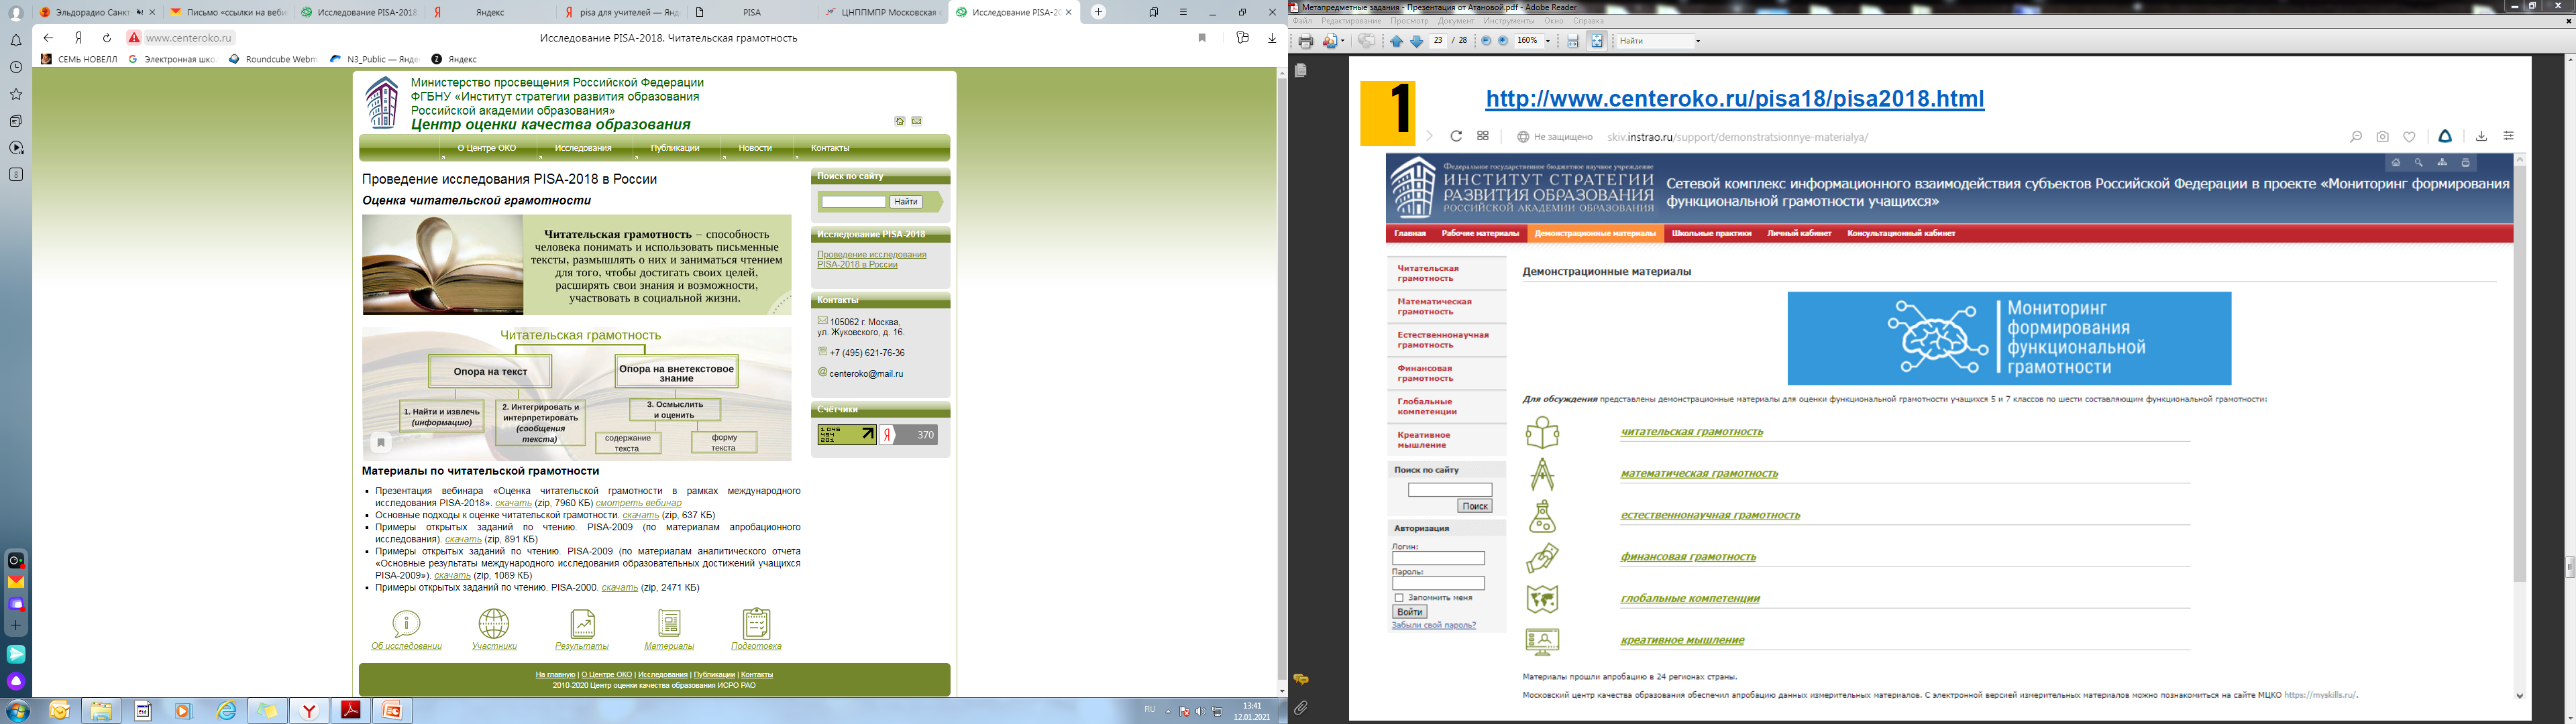 Эльдорадио Санкт
Письмо «ссылки на веби
Исследование PISA-2018
Яндекс
pisa для учителей — Янд
PISA
ЦНППМПР Московская о
Исследование PISA-20
www.centeroko.ru
Исследование PISA-2018. Читательская грамотность
СЕМЬ НОВЕЛЛ
Электронная шко
Roundcube Webm
N3_Public — Янде
Яндекс
Министерство просвещения Российской Федерации
ФГБНУ «Институт стратегии развития образования
Российской академии образования»
Центр оценки качества образования
О Центре ОКО
Исследования
Публикации
Новости
Контакты
Проведение исследования PISA-2018 в России
Оценка читательской грамотности
Читательская грамотность – способность
человека понимать и использовать письменные
тексты, размышлять о них и заниматься чтением
для того, чтобы достигать своих целей,
расширять свои знания и возможности,
участвовать в социальной жизни.
Читательская грамотность
Опора на текст
Опора на внетекстовое
знание
1. Найти и извлечь
(информацию)
2. Интегрировать и
интерпретировать
(сообщения
текста)
3. Осмыслить
и оценить
содержание
текста
форму
текста
Материалы по читательской грамотности
Презентация вебинара «Оценка читательской грамотности в рамках международного
исследования PISA-2018». скачать (zip, 7960 КБ) смотреть вебинар
Основные подходы к оценке читательской грамотности. скачать (zip, 637 КБ)
Примеры открытых заданий по чтению. PISA-2009 (по материалам апробационного
исследования). скачать (zip, 891 КБ)
Примеры открытых заданий по чтению. PISA-2009 (по материалам аналитического отчета
«Основные результаты международного исследования образовательных достижений учащихся
PISA-2009»). скачать (zip, 1089 КБ)
Примеры открытых заданий по чтению. PISA-2000. скачать (zip, 2471 КБ)
Об исследовании
Участники
Результаты
Материалы
Подготовка
На главную | О Центре ОКО | Исследования | Публикации | Контакты
2010-2020 Центр оценки качества образования ИСРО РАО
Поиск по сайту
Найти
Исследование PISA 2018
Проведение исследования
PISA-2018 в России
Контакты
105062 г. Москва,
ул. Жуковского, д. 16.
+7 (495) 621-76-36
centeroko@mail.ru
Счётчики
370
RU
13:41
12.01.2021
Метапредметные задания - Презентация от Атановой.pdf - Adobe Reader
Файл Редактирование Просмотр Документ Инструменты Окно Справка
23 / 28
160%
Найти
1
http://www.centeroko.ru/pisa18/pisa2018.html
Не защищено
skiv.instrao.ru/support/demonstratsionnye-materialya/
Федеральное государственное бюджетное научное учреждение
ИНСТИТУТ СТРАТЕГИИ
РАЗВИТИЯ ОБРАЗОВАНИЯ
РОССИЙСКОЙ АКАДЕМИИ ОБРАЗОВАНИЯ
Сетевой комплекс информационного взаимодействия субъектов Российской Федерации в проекте «Мониторинг формирования
функциональной грамотности учащихся»
Главная
Рабочие материалы
Демонстрационные материалы
Школьные практики
Личный кабинет
Консультационный кабинет
Читательская
грамотность
Математическая
грамотность
Естественнонаучная
грамотность
Финансовая
грамотность
Глобальные
компетенции
Креативное
мышление
Поиск по сайту
Поиск
Авторизация
Логин:
Пароль:
Запомнить меня
Войти
Забыли свой пароль?
Демонстрационные материалы
Мониторинг
формирования
функциональной
грамотности
Для обсуждения представлены демонстрационные материалы для оценки функциональной грамотности учащихся 5 и 7 классов по шести составляющим функциональной грамотности:
читательская грамотность
математическая грамотность
естественнонаучная грамотность
финансовая грамотность
глобальные компетенции
креативное мышление
Материалы прошли апробацию в 24 регионах страны.
Московский центр качества образования обеспечил апробацию данных измерительных материалов. С электронной версией измерительных материалов можно познакомиться на сайте МЦКО https://myskills.ru/.